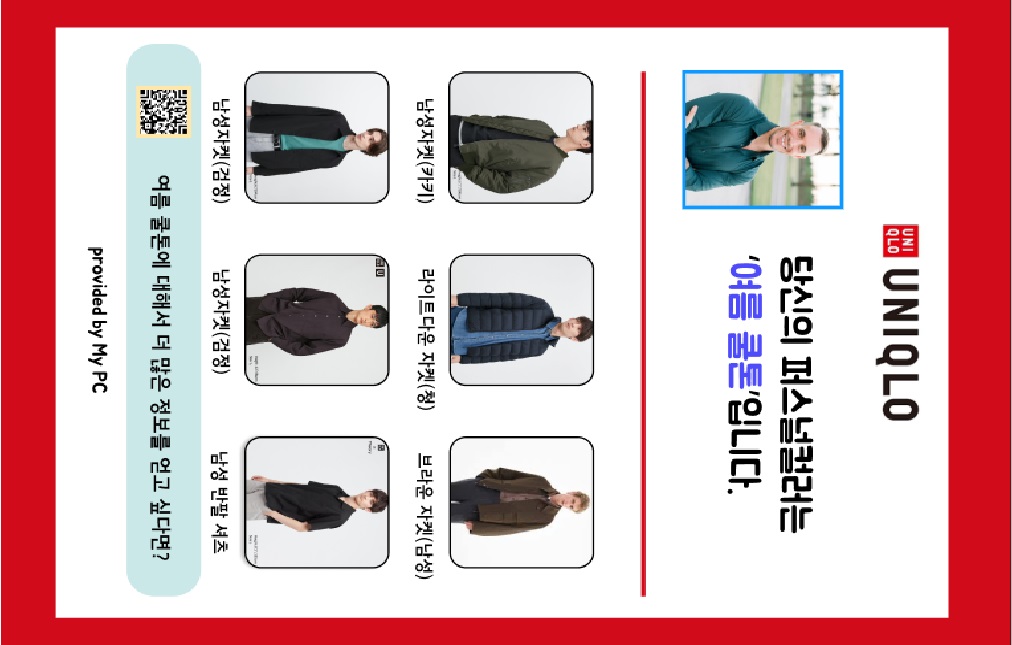 UNI
QLO
UNIQLO
당신의 퍼스널컬러는
'여름 쿨톤'입니다.
남성자켓(카키)
라이트다운 자켓(청)
브라운 자켓(남성)
남성자켓(검정)
남성자켓(검정)
남성 반팔 셔츠
여름 쿨톤에 대해서 더 많은 정보를 얻고 싶다면?
provided by My PC